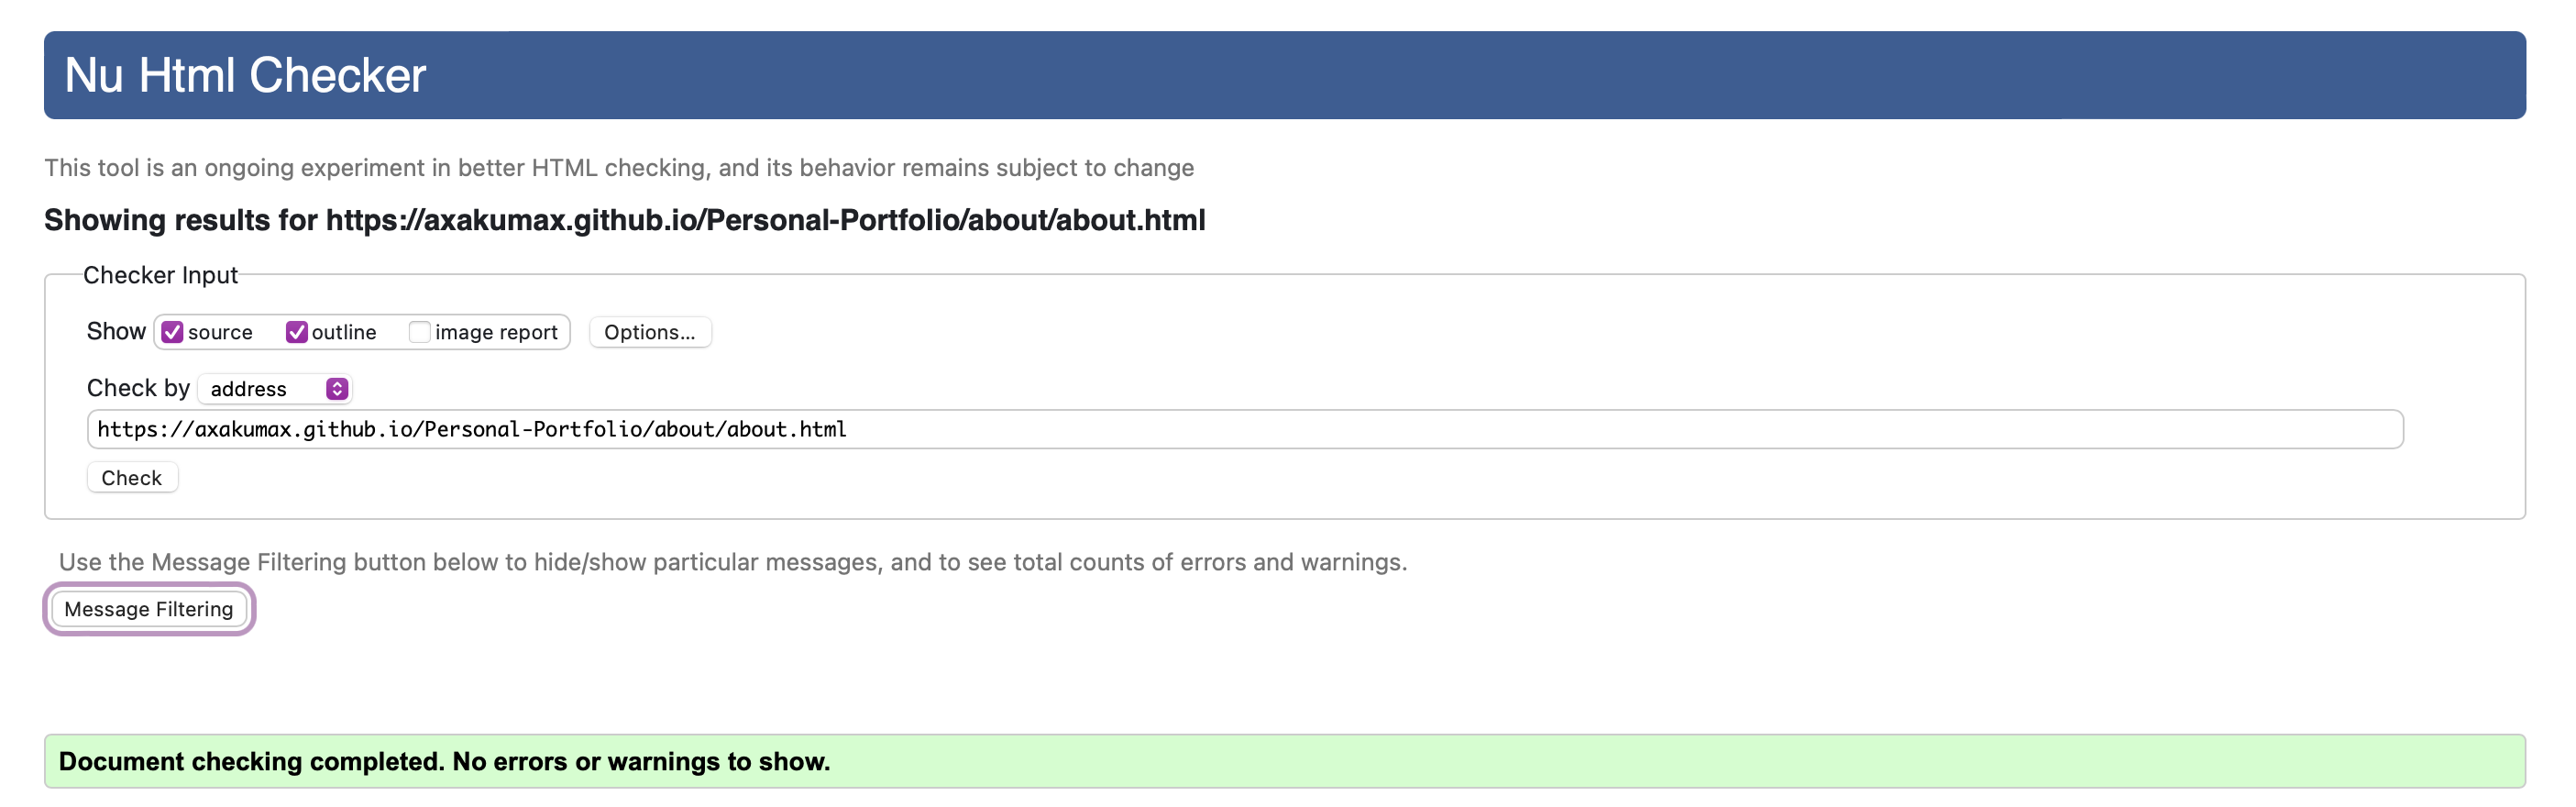 Nu Html Checker
This tool is an ongoing experiment in better HTML checking, and its behavior remains subject to change
Showing results for https://axakumax.github.io/Personal-Portfolio/about/about.html
Checker Input
Show source outline image report Options...
Check by address
https://axakumax.github.io/Personal-Portfolio/about/about.html
Check
Use the Message Filtering button below to hide/show particular messages, and to see total counts of errors and warnings.
Message Filtering
Document checking completed. No errors or warnings to show.